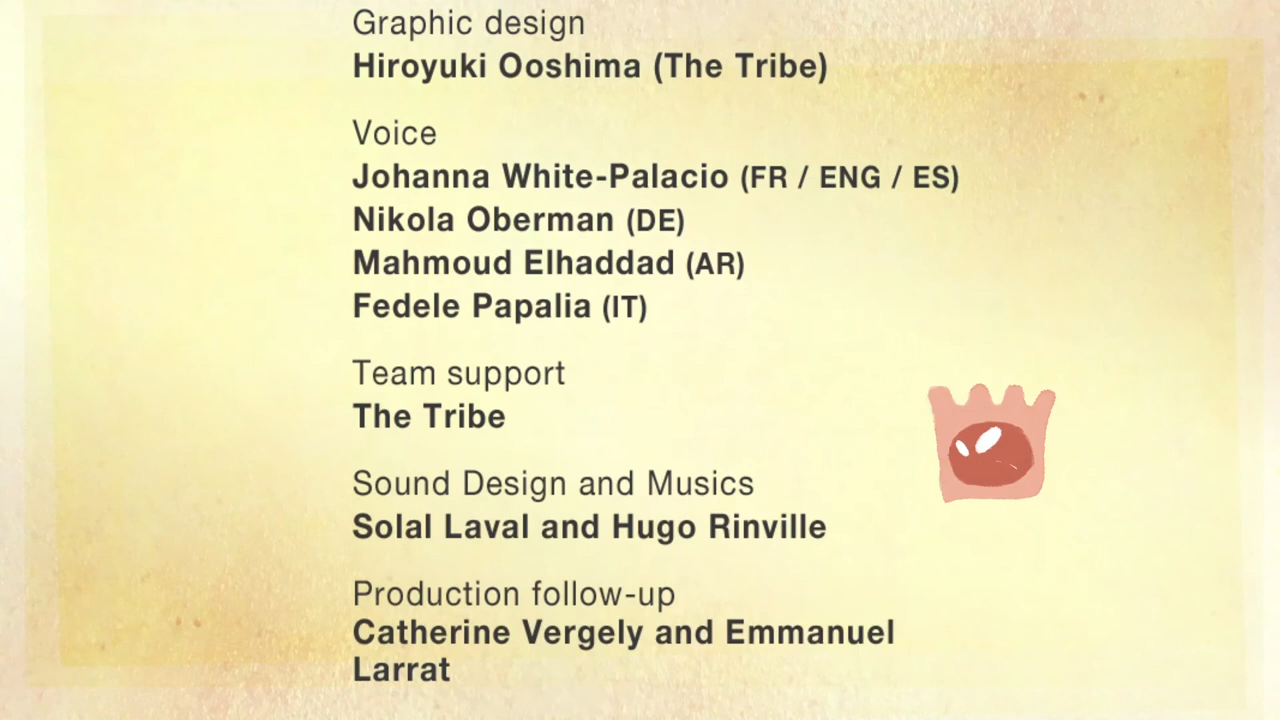 Graphic design
Hiroyuki Ooshima (The Tribe)
Voice
Johanna White-Palacio (FR / ENG / ES)
Nikola Oberman (DE)
Mahmoud Elhaddad (AR)
Fedele Papalia (IT)
Team support
The Tribe
Sound Design and Musics
Solal Laval and Hugo Rinville
Production follow-up
Catherine Vergely and Emmanuel
Larrat